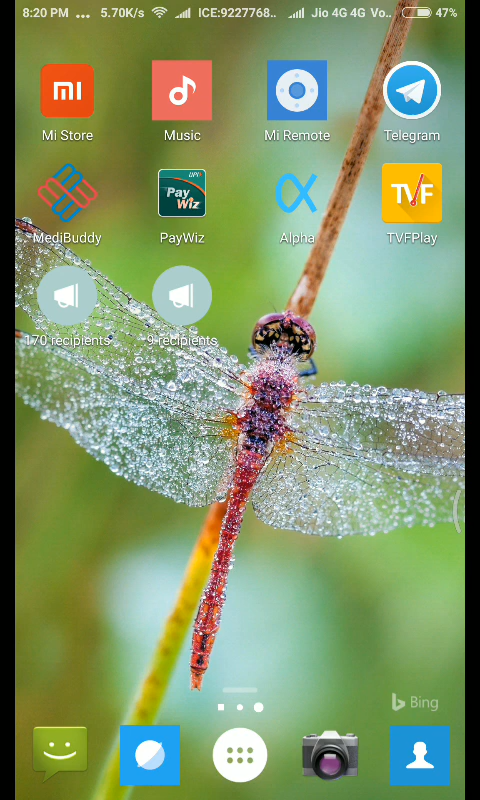 8:20 PM ... 5.70K/s ICE:9227768.. Jio 4G 4G Vo.. 47%
mi
Mi Store Music Mi Remote Telegram
UPI
Pay
Wiz
TVF
MediBuddy PayWiz Alpha TVFPlay
170 recipients 9 recipients
Bing